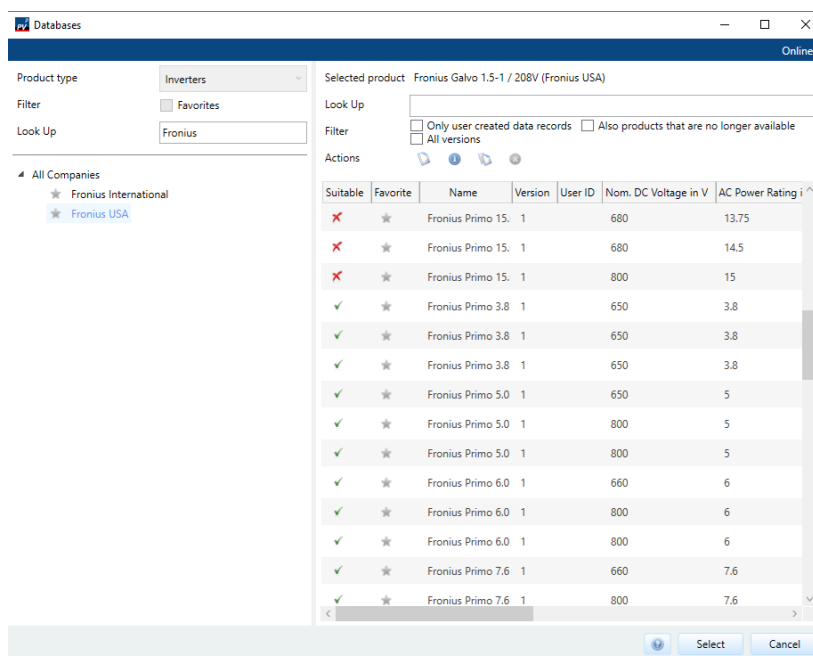 PV Databases
Online
Product type Inverters
Filter Favorites
Look Up Fronius
All Companies
Fronius International
Fronius USA
Selected product Fronius Galvo 1.5-1 / 208V (Fronius USA)
Look Up
Filter Only user created data records Also products that are no longer available
All versions
Actions
Suitable Favorite Name Version User ID Nom. DC Voltage in V AC Power Rating i
Fronius Primo 15. 1 680 13.75
Fronius Primo 15. 1 680 14.5
Fronius Primo 15. 1 800 15
Fronius Primo 3.8 1 650 3.8
Fronius Primo 3.8 1 650 3.8
Fronius Primo 3.8 1 650 3.8
Fronius Primo 5.0 1 650 5
Fronius Primo 5.0 1 800 5
Fronius Primo 5.0 1 800 5
Fronius Primo 6.0 1 660 6
Fronius Primo 6.0 1 800 6
Fronius Primo 6.0 1 800 6
Fronius Primo 7.6 1 660 7.6
Fronius Primo 7.6 1 800 7.6
Select Cancel